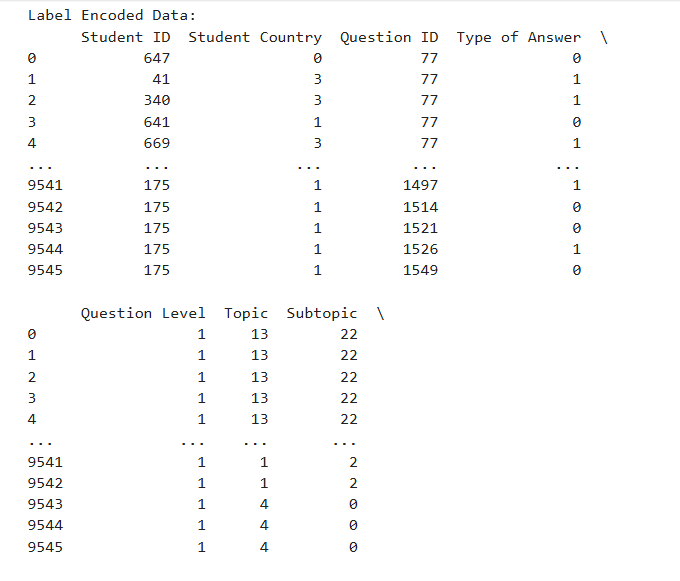 Label Encoded Data:
      Student ID  Student Country  Question ID  Type of Answer  \
0            647                0           77               0
1             41                3           77               1
2            340                3           77               1
3            641                1           77               0
4            669                3           77               1
...          ...              ...          ...             ...
9541         175                1         1497               1
9542         175                1         1514               0
9543         175                1         1521               0
9544         175                1         1526               1
9545         175                1         1549               0

      Question Level  Topic  Subtopic  \
0                  1     13        22
1                  1     13        22
2                  1     13        22
3                  1     13        22
4                  1     13        22
...              ...    ...       ...
9541               1      1         2
9542               1      1         2
9543               1      4         0
9544               1      4         0
9545               1      4         0